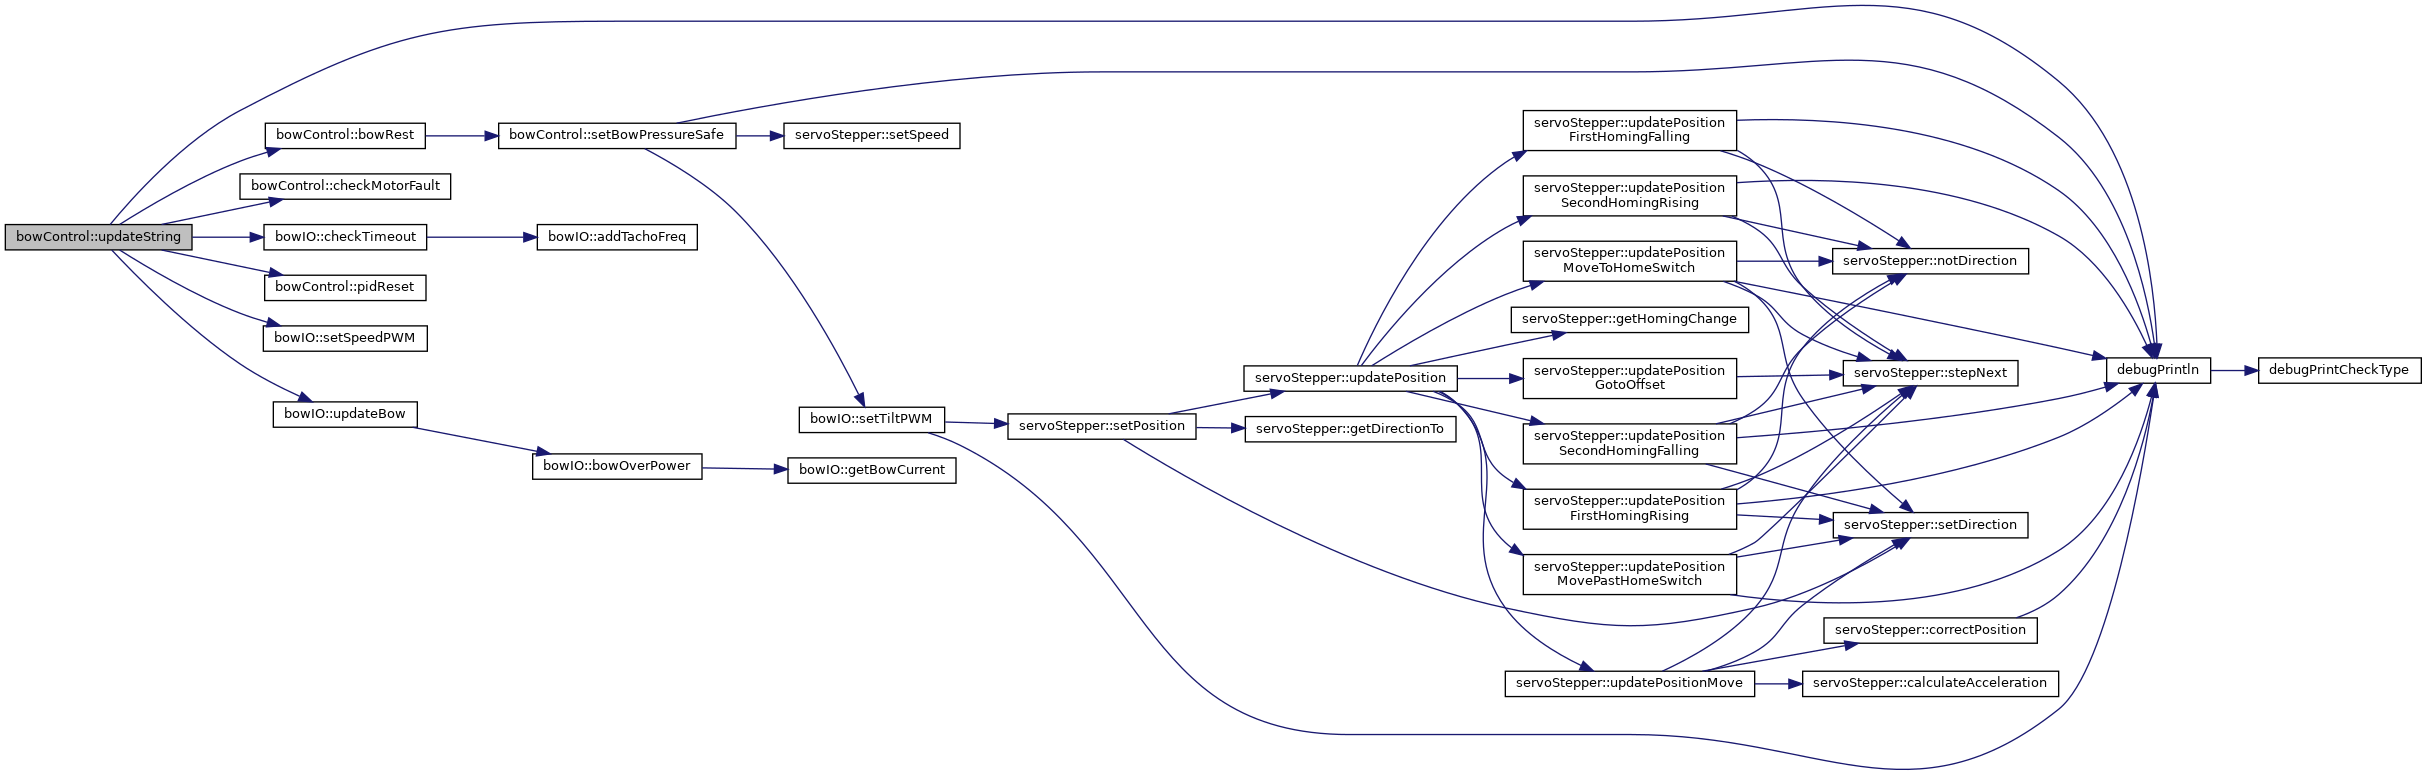 bowControl::updateString
bowControl::bowRest
bowControl::checkMotorFault
bowIO::checkTimeout
bowControl::pidReset
bowIO::setSpeedPWM
bowIO::updateBow
bowControl::setBowPressureSafe
bowIO::addTachoFreq
bowIO::bowOverPower
servoStepper::setSpeed
bowIO::setTiltPWM
bowIO::getBowCurrent
servoStepper::setPosition
servoStepper::updatePosition
servoStepper::getDirectionTo
servoStepper::updatePosition
FirstHomingFalling
servoStepper::updatePosition
SecondHomingRising
servoStepper::updatePosition
MoveToHomeSwitch
servoStepper::getHomingChange
servoStepper::updatePosition
GotoOffset
servoStepper::updatePosition
SecondHomingFalling
servoStepper::updatePosition
FirstHomingRising
servoStepper::updatePosition
MovePastHomeSwitch
servoStepper::updatePositionMove
servoStepper::notDirection
servoStepper::stepNext
servoStepper::setDirection
servoStepper::correctPosition
servoStepper::calculateAcceleration
debugPrintln
debugPrintCheckType